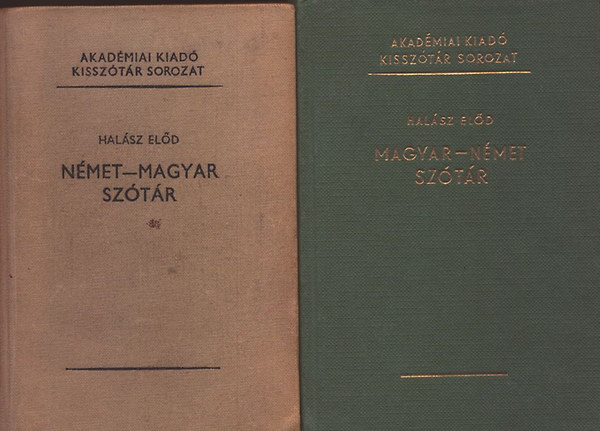 AKADÉMIAI KIADÓ
KISSZÓTÁR SOROZAT
HALÁSZ ELŐD
NÉMET—MAGYAR
SZÓTÁR
AKADÉMIAI KIADÓ
KISSZÓTÁR SOROZAT
HALÁSZ ELŐD
MAGYAR—NÉMET
SZÓTÁR